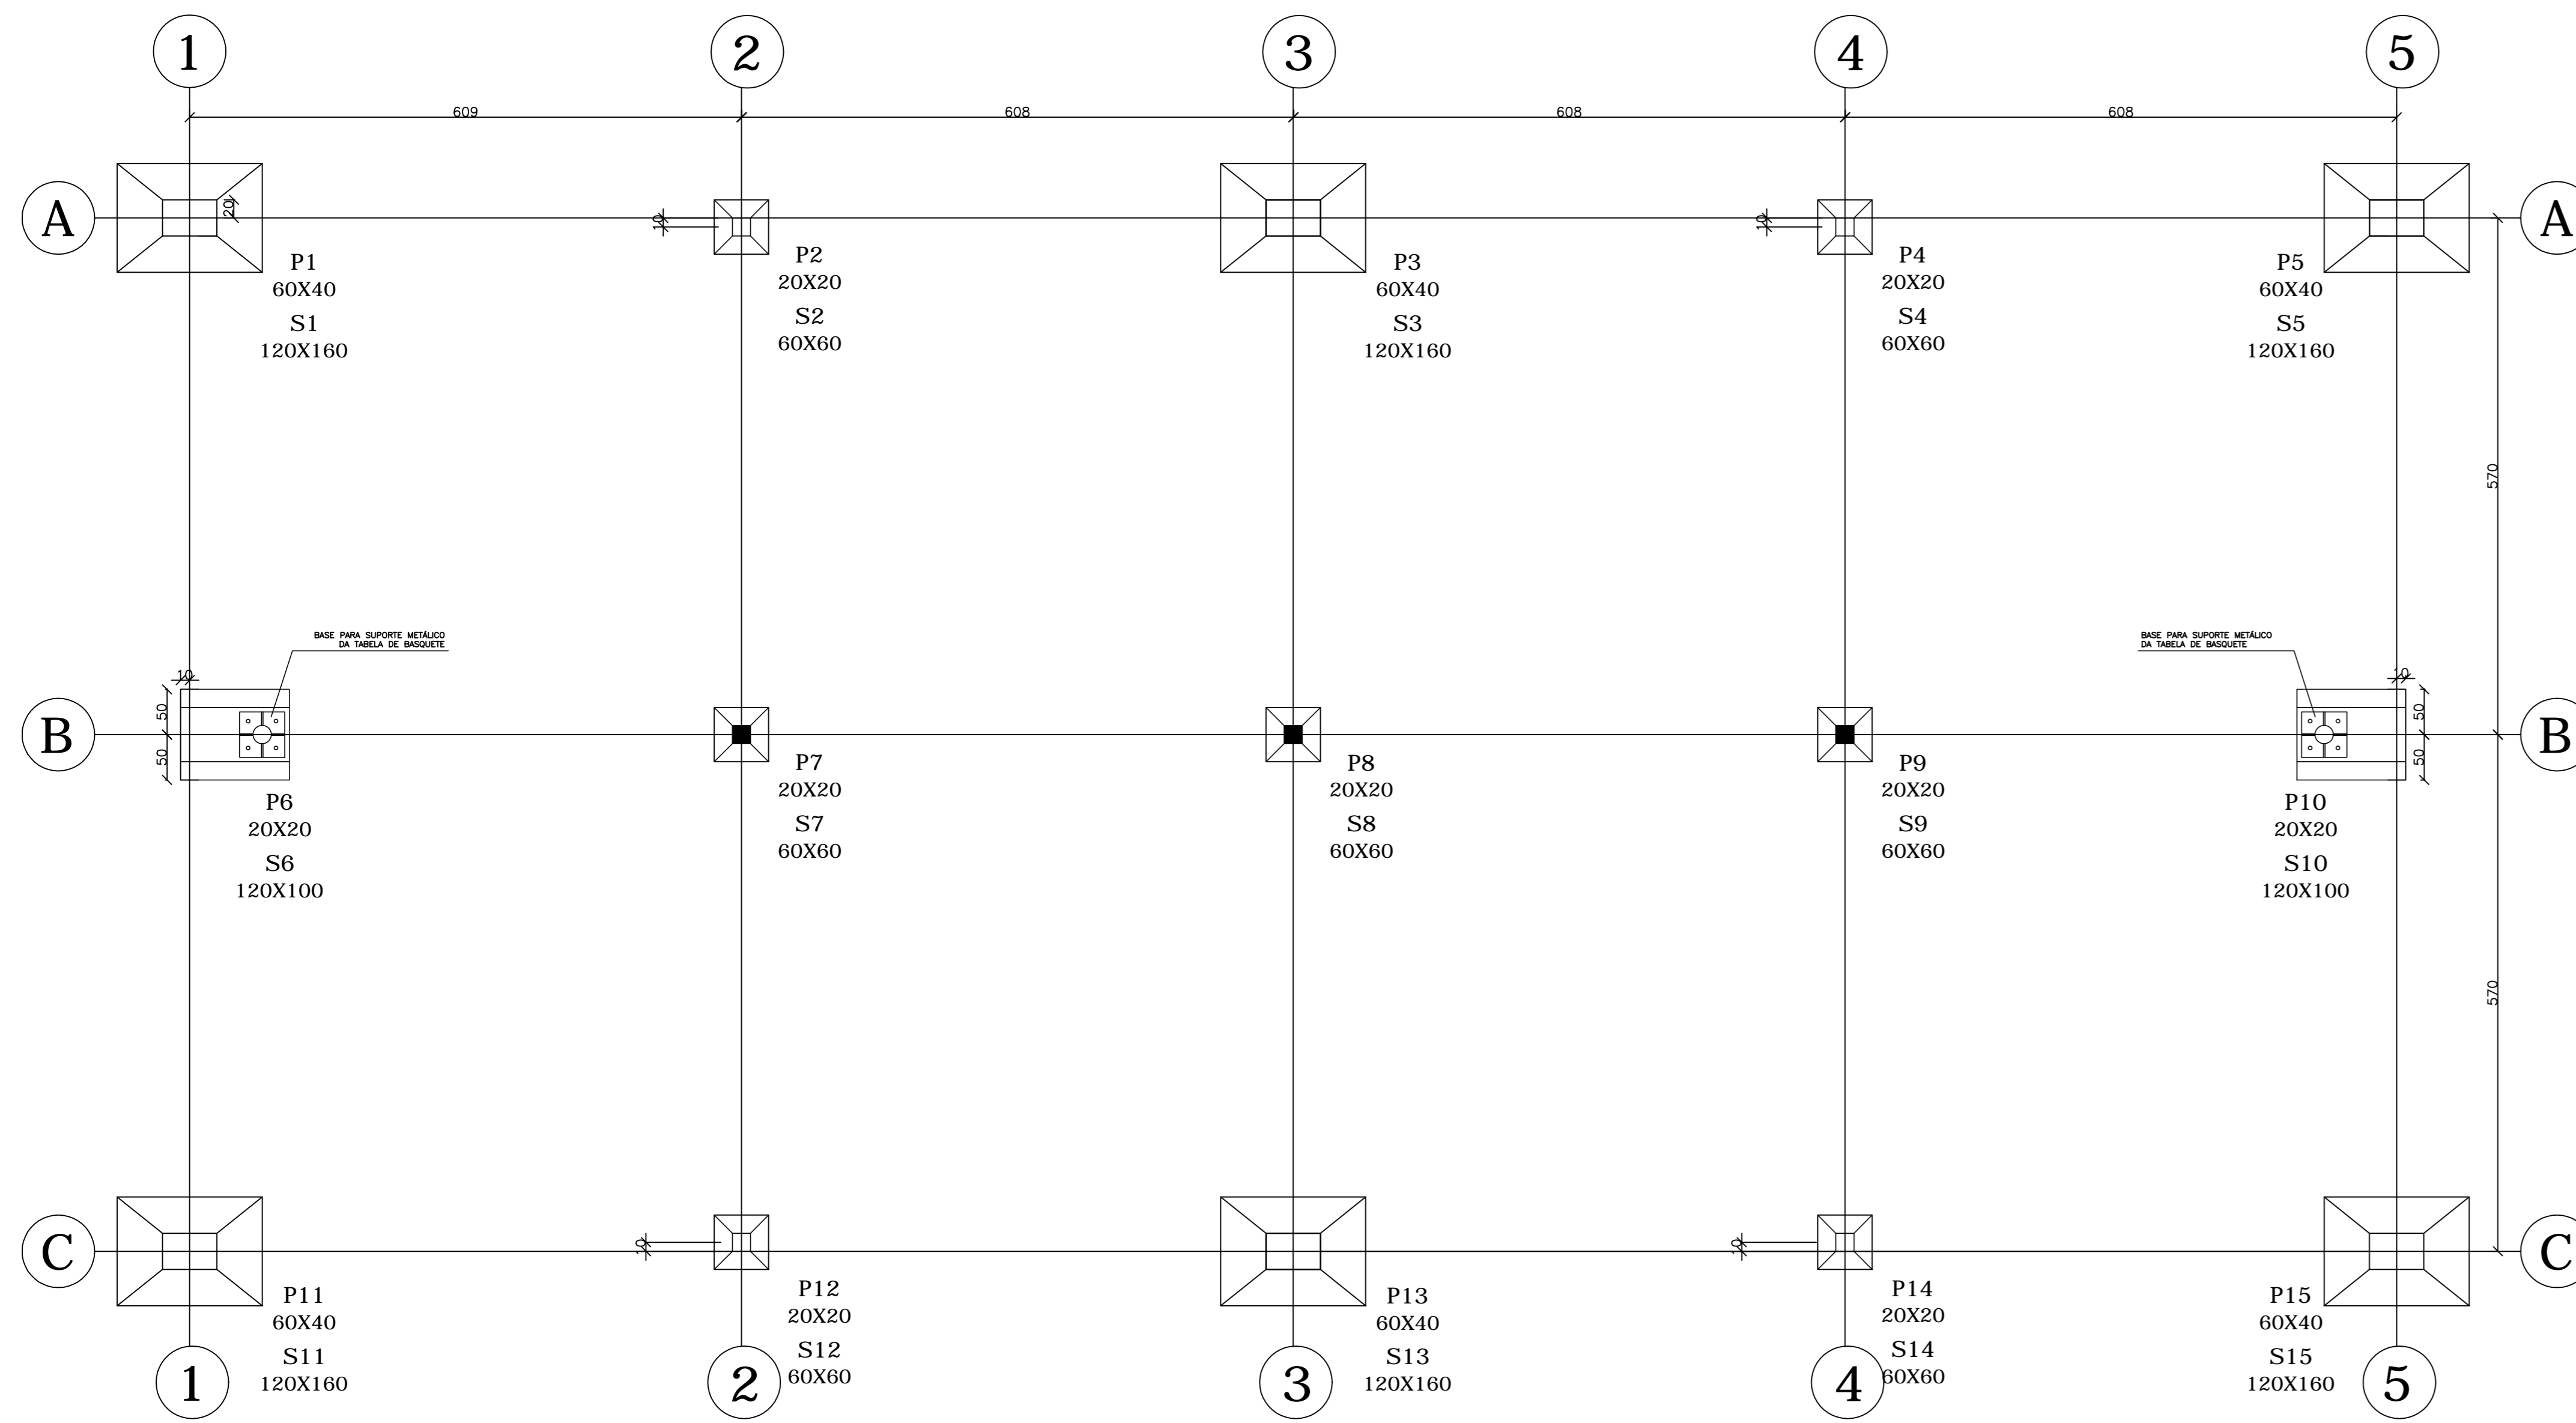 1
2
3
4
5
609
608
608
608
A
A
20
10
10
P1
60X40
S1
120X160
P2
20X20
S2
60X60
P3
60X40
S3
120X160
P4
20X20
S4
60X60
P5
60X40
S5
120X160
570
BASE PARA SUPORTE METÁLICO
DA TABELA DE BASQUETE
BASE PARA SUPORTE METÁLICO
DA TABELA DE BASQUETE
10
10
50
50
50
50
B
B
P6
20X20
S6
120X100
P7
20X20
S7
60X60
P8
20X20
S8
60X60
P9
20X20
S9
60X60
P10
20X20
S10
120X100
570
10
10
C
C
P11
60X40
S11
120X160
P12
20X20
S12
60X60
P13
60X40
S13
120X160
P14
20X20
S14
60X60
P15
60X40
S15
120X160
1
2
3
4
5